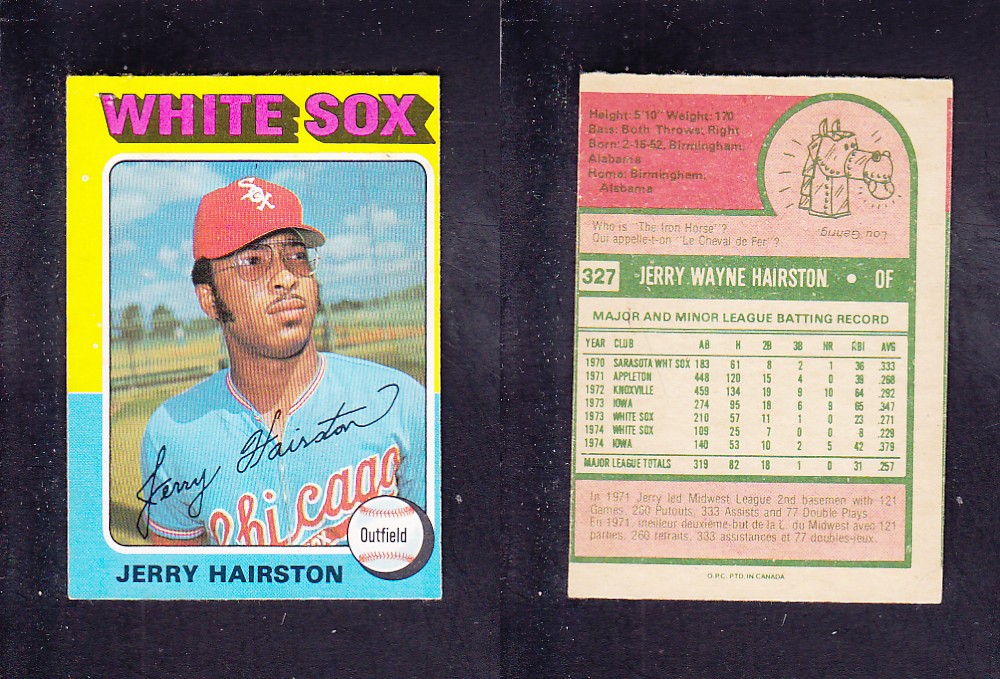 WHITE SOX
SOX
Jerry Hairston
Chicago
Outfield
JERRY HAIRSTON
Height: 5'10" Weight: 170
Bats: Both Throws: Right
Born: 2-16-52, Birmingham,
Alabama
Home: Birmingham,
Alabama
Lou Gehrig
Who is "The Iron Horse"?
Qui appelle-t-on "Le Cheval de Fer"?
327 JERRY WAYNE HAIRSTON • OF
MAJOR AND MINOR LEAGUE BATTING RECORD
YEAR CLUB AB H 2B 3B HR RBI AVG
1970 SARASOTA WHT SOX 183 61 8 2 1 36 .333
1971 APPLETON 448 120 15 4 0 38 .268
1972 KNOXVILLE 459 134 19 9 10 64 .292
1973 IOWA 274 95 18 6 9 65 .347
1973 WHITE SOX 210 57 11 1 0 23 .271
1974 WHITE SOX 109 25 7 0 0 8 .229
1974 IOWA 140 53 10 2 5 42 .379
MAJOR LEAGUE TOTALS 319 82 18 1 0 31 .257
In 1971 Jerry led Midwest League 2nd basemen with 121
Games, 260 Putouts, 333 Assists and 77 Double Plays.
En 1971, meilleur deuxième-but de la L. du Midwest avec 121
parties, 260 retraits, 333 assistances et 77 doubles-jeux.
O.P.C. PTD. IN CANADA